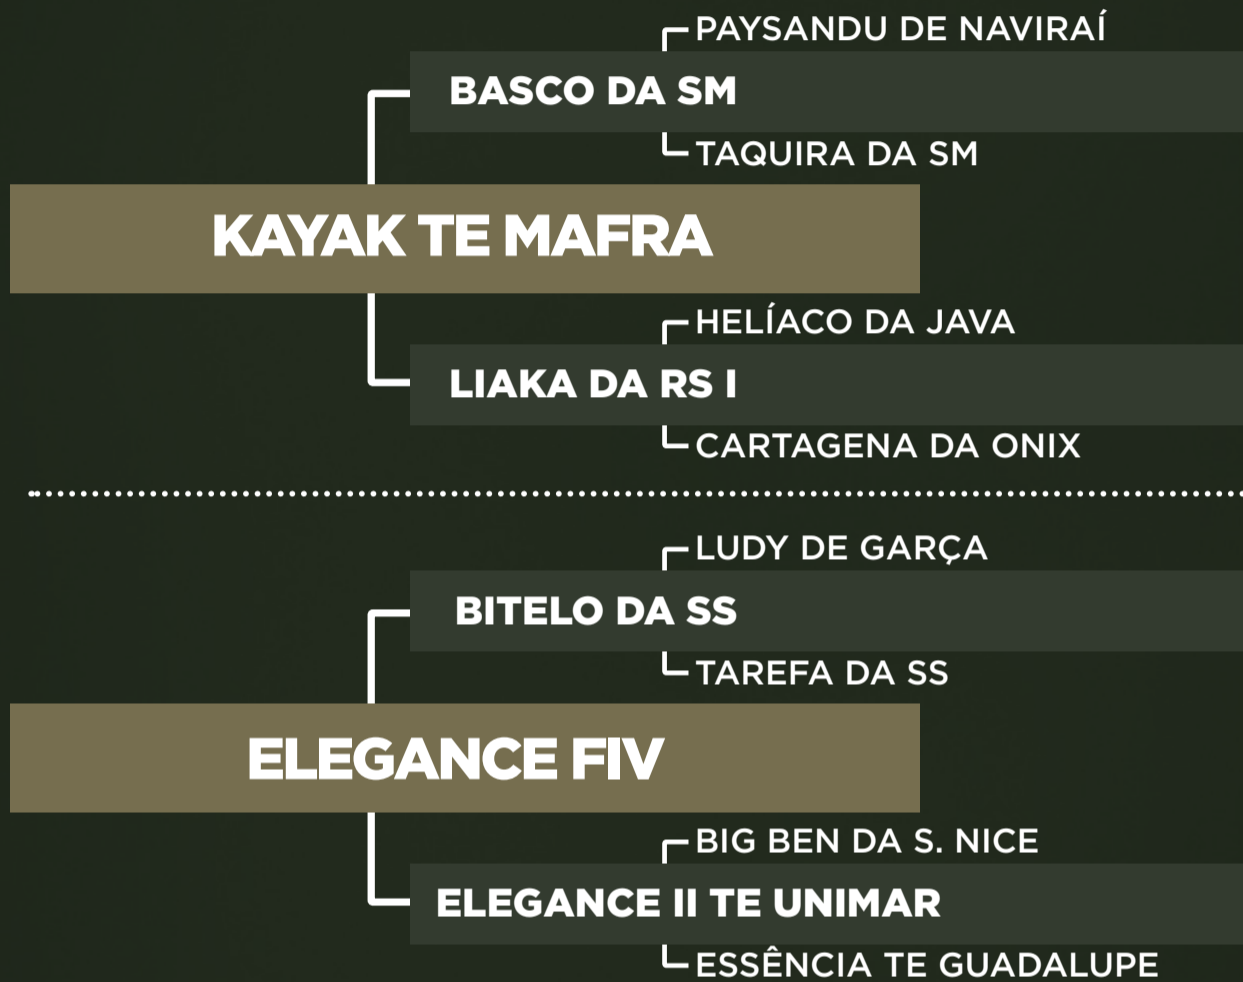 PAYSANDU DE NAVIRAÍ
BASCO DA SM
TAQUIRA DA SM
KAYAK TE MAFRA
HELÍACO DA JAVA
LIAKA DA RS I
CARTAGENA DA ONIX
LUDY DE GARÇA
BITELO DA SS
TAREFA DA SS
ELEGANCE FIV
BIG BEN DA S. NICE
ELEGANCE II TE UNIMAR
ESSÊNCIA TE GUADALUPE